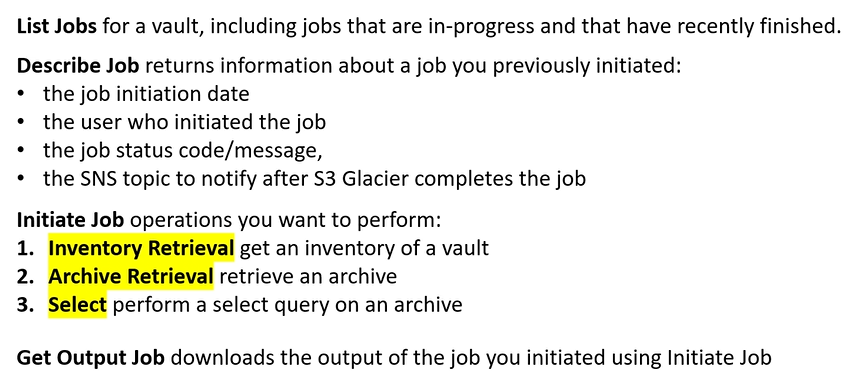 List Jobs for a vault, including jobs that are in-progress and that have recently finished.
Describe Job returns information about a job you previously initiated:
• the job initiation date
• the user who initiated the job
• the job status code/message,
• the SNS topic to notify after S3 Glacier completes the job
Initiate Job operations you want to perform:
1. Inventory Retrieval get an inventory of a vault
2. Archive Retrieval retrieve an archive
3. Select perform a select query on an archive
Get Output Job downloads the output of the job you initiated using Initiate Job